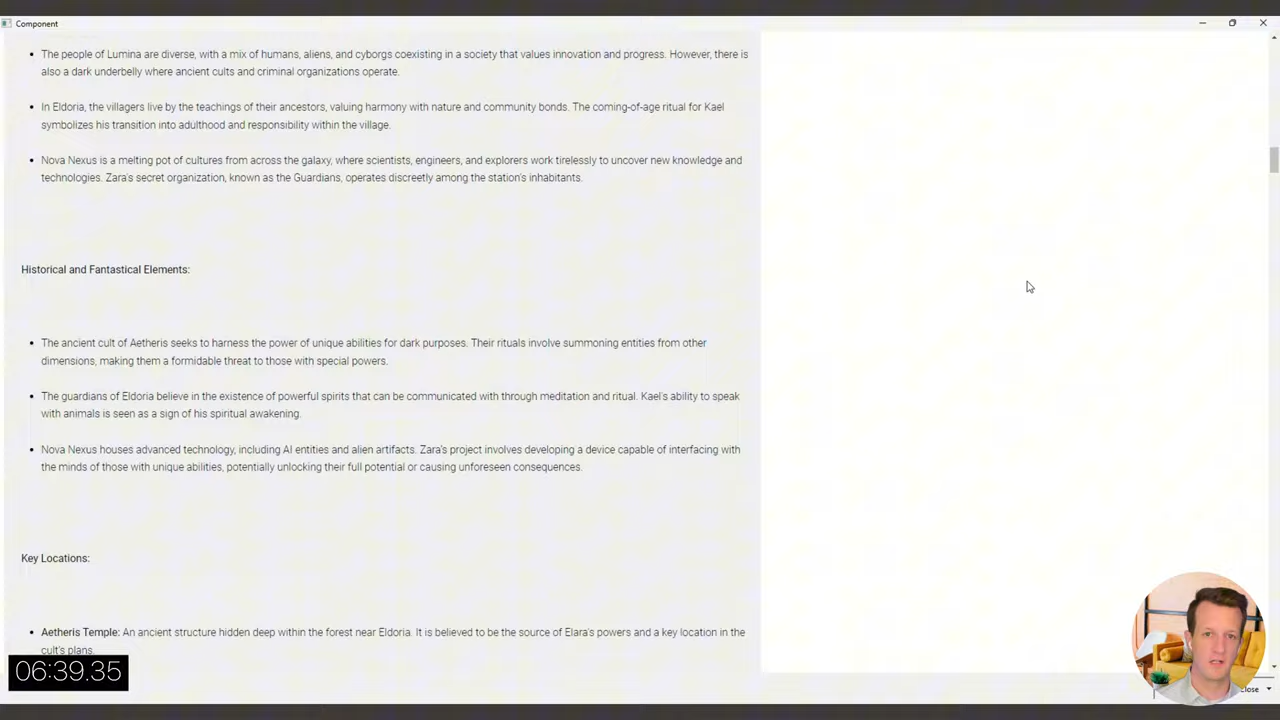 Component
The people of Lumina are diverse, with a mix of humans, aliens, and cyborgs coexisting in a society that values innovation and progress. However, there is
also a dark underbelly where ancient cults and criminal organizations operate.
In Eldoria, the villagers live by the teachings of their ancestors, valuing harmony with nature and community bonds. The coming-of-age ritual for Kael
symbolizes his transition into adulthood and responsibility within the village.
Nova Nexus is a melting pot of cultures from across the galaxy, where scientists, engineers, and explorers work tirelessly to uncover new knowledge and
technologies. Zara's secret organization, known as the Guardians, operates discreetly among the station's inhabitants.
Historical and Fantastical Elements:
The ancient cult of Aetheris seeks to harness the power of unique abilities for dark purposes. Their rituals involve summoning entities from other
dimensions, making them a formidable threat to those with special powers.
The guardians of Eldoria believe in the existence of powerful spirits that can be communicated with through meditation and ritual. Kael's ability to speak
with animals is seen as a sign of his spiritual awakening.
Nova Nexus houses advanced technology, including AI entities and alien artifacts. Zara's project involves developing a device capable of interfacing with
the minds of those with unique abilities, potentially unlocking their full potential or causing unforeseen consequences.
Key Locations:
Aetheris Temple: An ancient structure hidden deep within the forest near Eldoria. It is believed to be the source of Elara's powers and a key location in the
cult's plans.
06:39.35